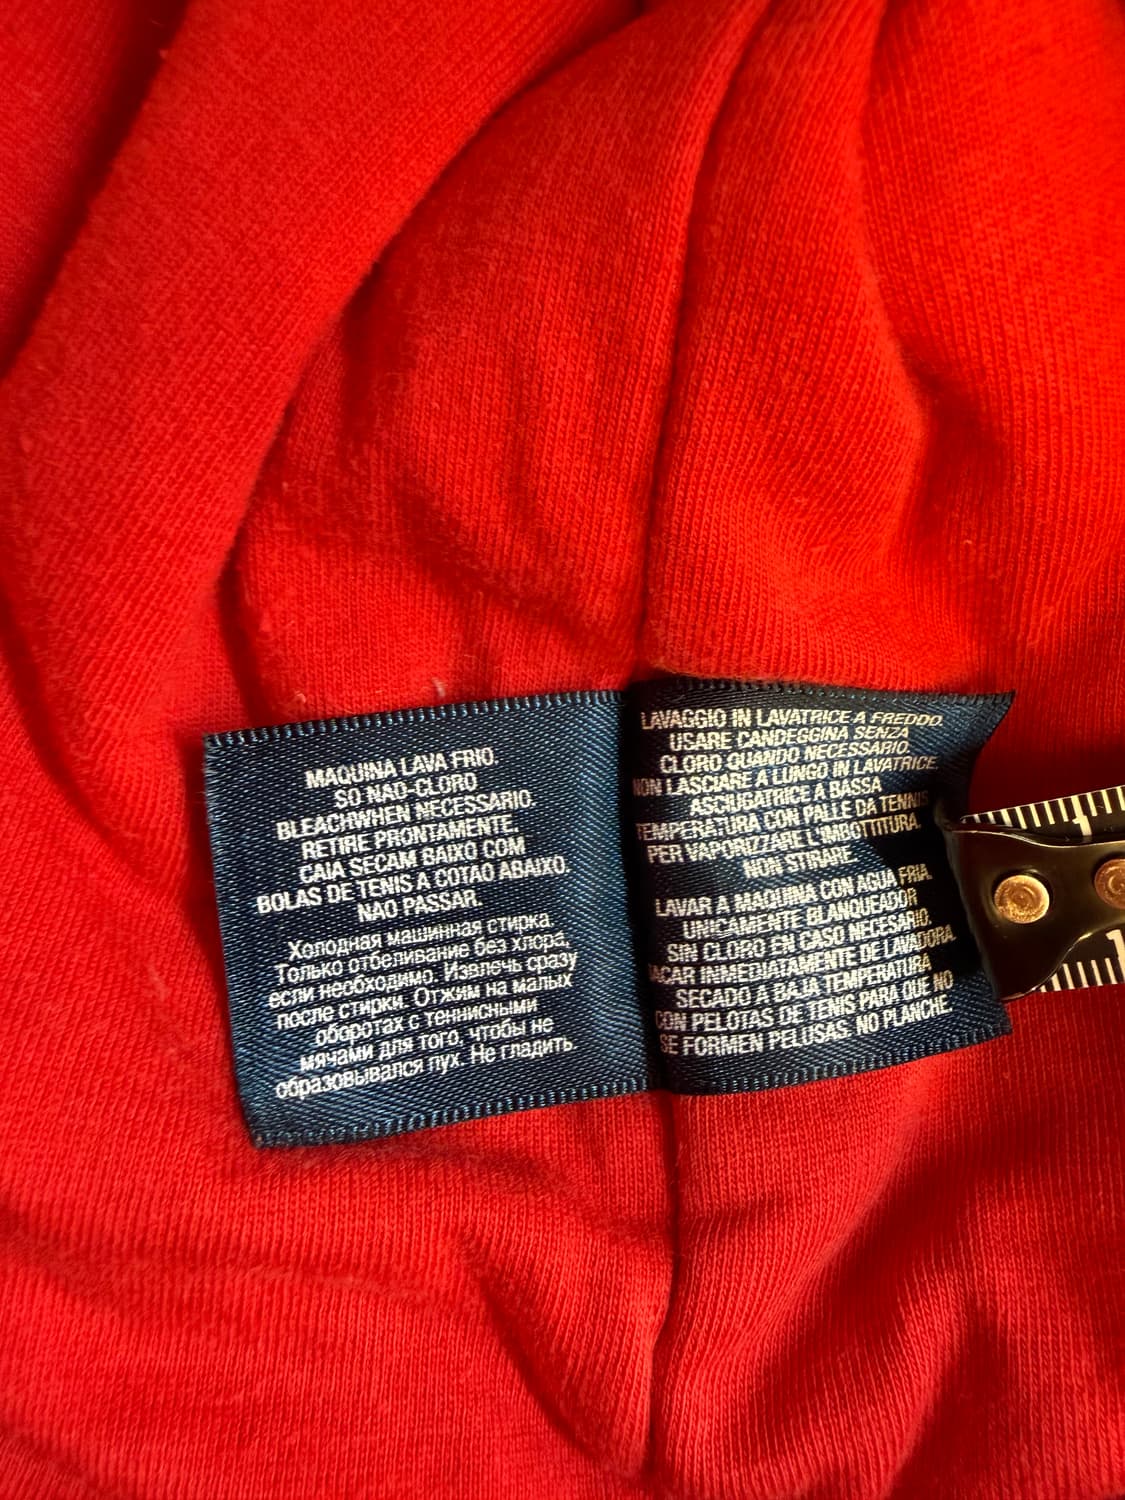 MAQUINA LAVA FRIO.
SO NAO-CLORO
BLEACHWHEN NECESSARIO.
RETIRE PRONTAMENTE.
CAIA SECAM BAIXO COM
BOLAS DE TENIS A COTAO ABAIXO.
NAO PASSAR.
Холодная машинная стирка.
Только отбеливание без хлора,
если необходимо. Извлечь сразу
после стирки. Отжим на малых
оборотах с теннисными
мячами для того, чтобы не
образовывался пух. Не гладить.
LAVAGGIO IN LAVATRICE A FREDDO.
USARE CANDEGGINA SENZA
CLORO QUANDO NECESSARIO.
NON LASCIARE A LUNGO IN LAVATRICE.
ASCIUGATRICE A BASSA
TEMPERATURA CON PALLE DA TENNIS
PER VAPORIZZARE L'IMBOTTITURA.
NON STIRARE.
LAVAR A MAQUINA CON AGUA FRIA.
UNICAMENTE BLANQUEADOR
SIN CLORO EN CASO NECESARIO.
ACAR INMEDIATAMENTE DE LAVADORA.
SECADO A BAJA TEMPERATURA
CON PELOTAS DE TENIS PARA QUE NO
SE FORMEN PELUSAS. NO PLANCHE.
1